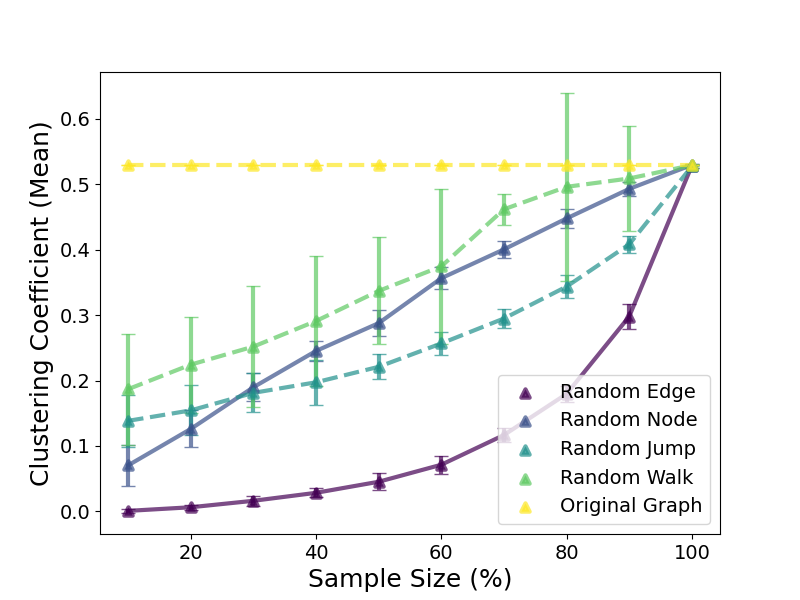 Clustering Coefficient (Mean)
0.6
0.5
0.4
0.3
0.2
0.1
0.0
20 40 60 80 100
Sample Size (%)
Random Edge
Random Node
Random Jump
Random Walk
Original Graph